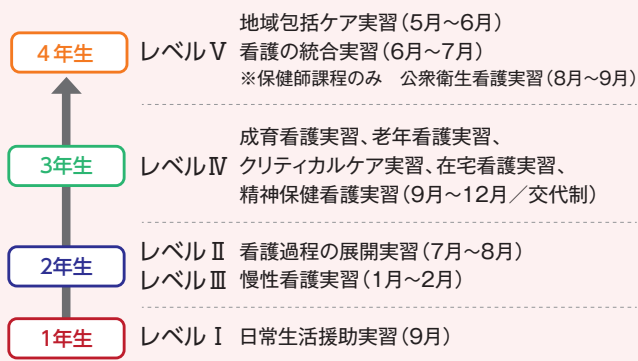 地域包括ケア実習（5月～6月）
4年生 レベルⅤ 看護の統合実習（6月～7月）
※保健師課程のみ　公衆衛生看護実習（8月～9月）
成育看護実習、老年看護実習、
3年生 レベルⅣ クリティカルケア実習、在宅看護実習、
精神保健看護実習（9月～12月／交代制）
2年生
レベルⅡ 看護過程の展開実習（7月～8月）
レベルⅢ 慢性看護実習（1月～2月）
1年生 レベルⅠ 日常生活援助実習（9月）